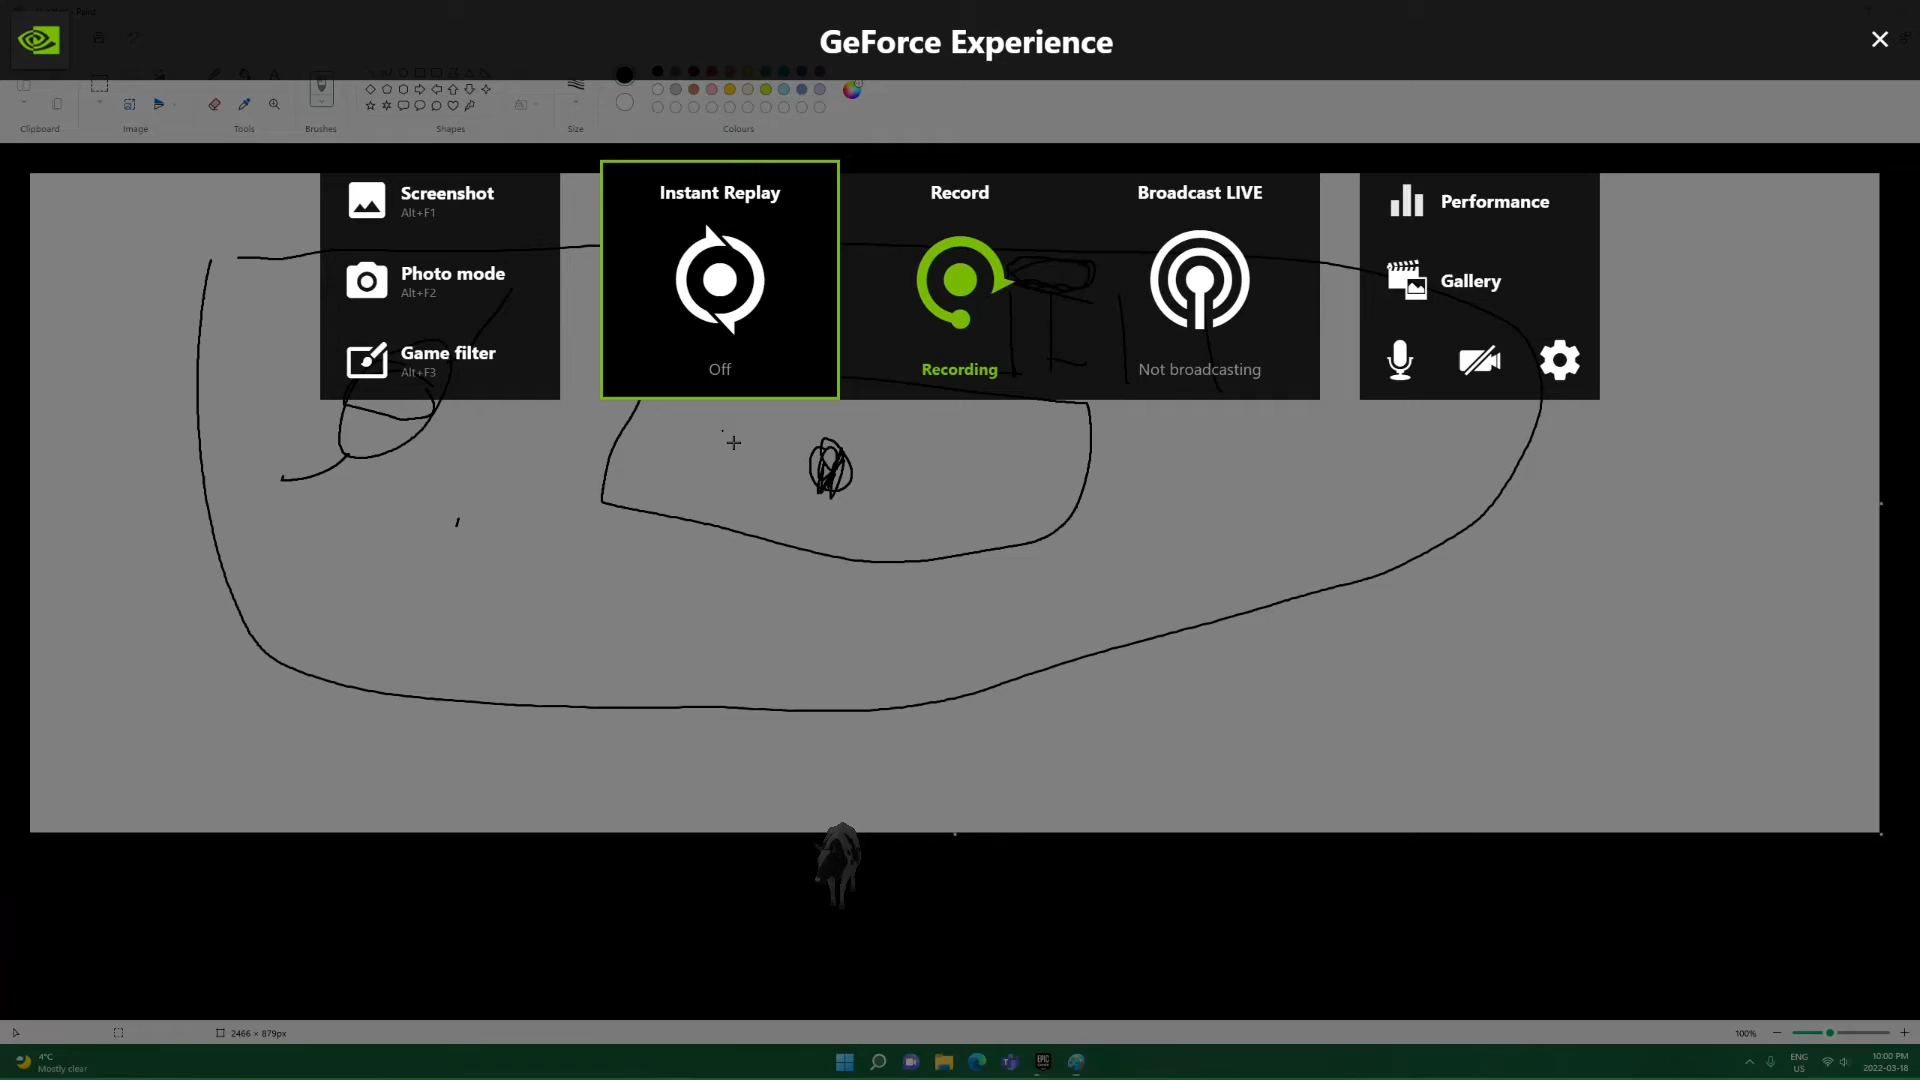 GeForce Experience
Clipboard
Image
Tools
Brushes
Shapes
Size
Colours
Screenshot
Alt+F1
Photo mode
Alt+F2
Game filter
Alt+F3
Instant Replay
Off
Record
Recording
Broadcast LIVE
Not broadcasting
Performance
Gallery
2466 × 879px
100%
4°C
Mostly clear
EPIC
ENG
US
10:00 PM
2022-03-18